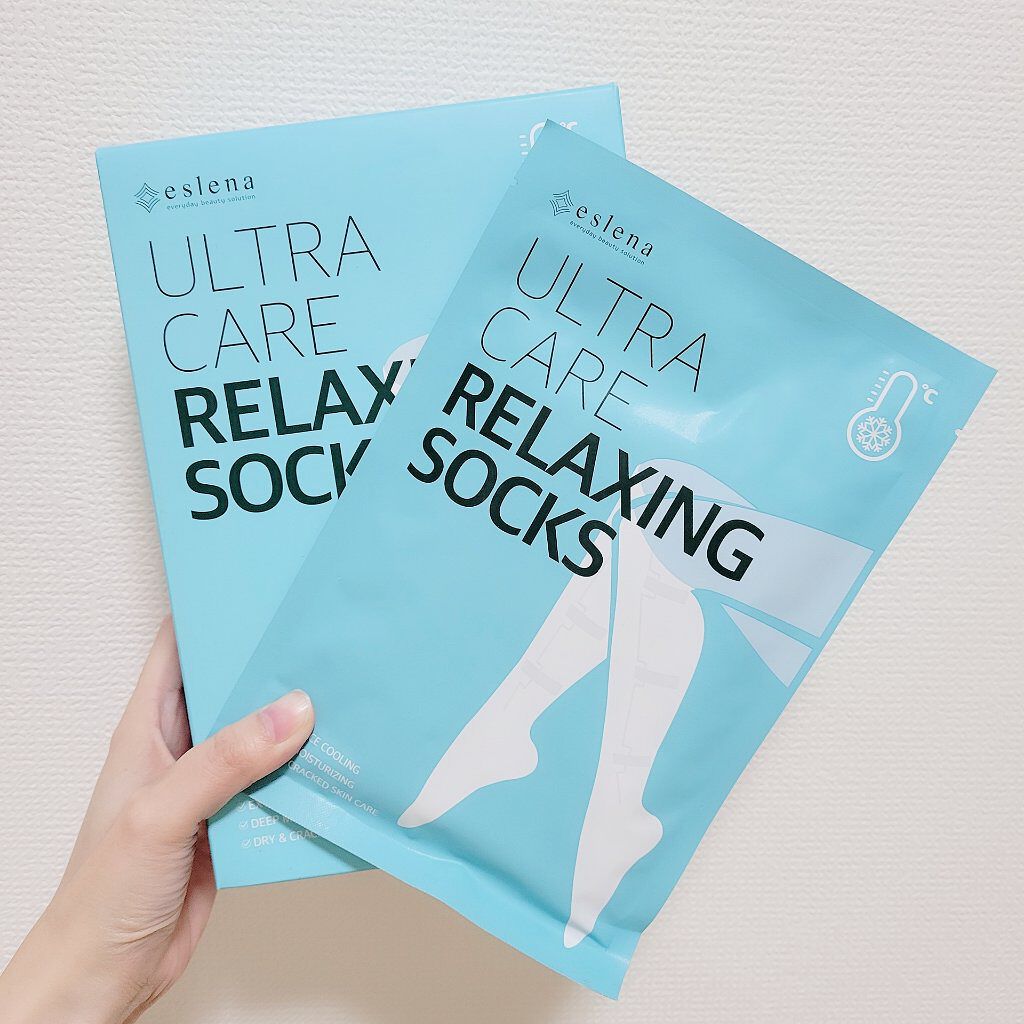 eslena
everyday beauty solution
ULTRA
CARE
RELAX
SOCK
DEEP
DRY & CRAC
°C
eslena
everyday beauty solution
ULTRA
CARE
RELAXING
SOCKS
°C
CE COOLING
MOISTURIZING
CRACKED SKIN CARE